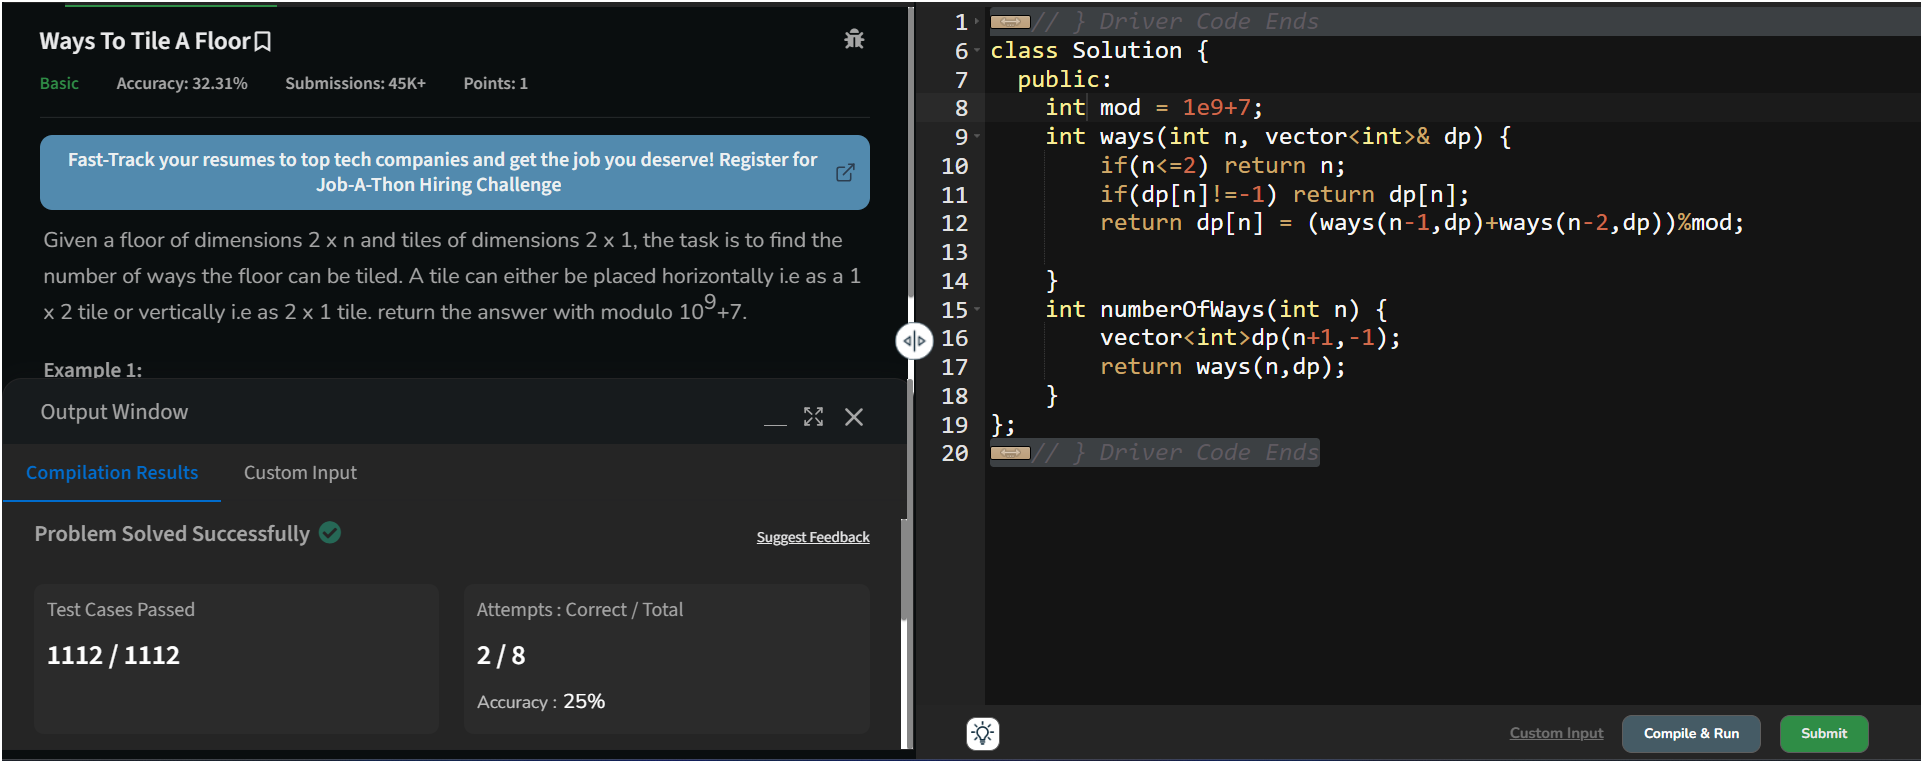 Ways To Tile A Floor
Basic Accuracy: 32.31% Submissions: 45K+ Points: 1
Fast-Track your resumes to top tech companies and get the job you deserve! Register for
Job-A-Thon Hiring Challenge
Given a floor of dimensions 2 x n and tiles of dimensions 2 x 1, the task is to find the
number of ways the floor can be tiled. A tile can either be placed horizontally i.e as a 1
x 2 tile or vertically i.e as 2 x 1 tile. return the answer with modulo 10^9+7.
Example 1:
Output Window
Compilation Results Custom Input
Problem Solved Successfully
Suggest Feedback
Test Cases Passed
1112 / 1112
Attempts : Correct / Total
2 / 8
Accuracy : 25%
1 // } Driver Code Ends
6 class Solution {
7 public:
8 int mod = 1e9+7;
9 int ways(int n, vector<int>& dp) {
10 if(n<=2) return n;
11 if(dp[n]!=-1) return dp[n];
12 return dp[n] = (ways(n-1,dp)+ways(n-2,dp))%mod;
13
14 }
15 int numberOfWays(int n) {
16 vector<int>dp(n+1,-1);
17 return ways(n,dp);
18 }
19 };
20 // } Driver Code Ends
Custom Input Compile & Run Submit